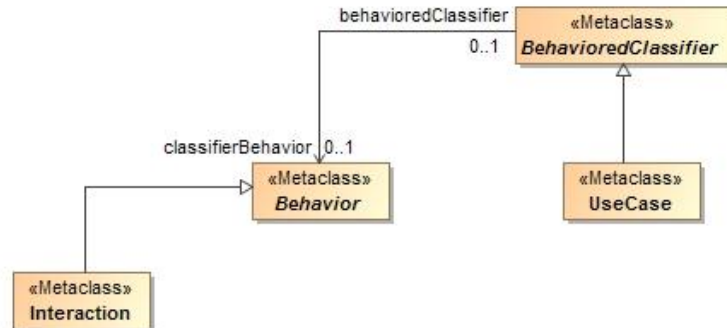 behavioredClassifier
0..1
«Metaclass»
BehavioredClassifier
classifierBehavior 0..1
«Metaclass»
Behavior
«Metaclass»
UseCase
«Metaclass»
Interaction